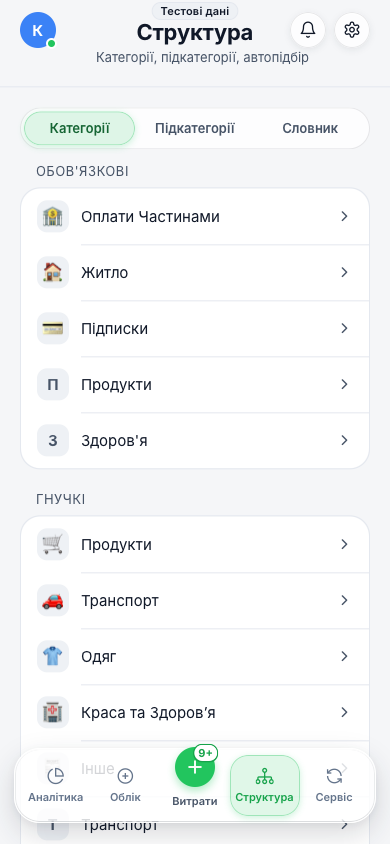 Тестові дані
К
Структура
Категорії, підкатегорії, автопідбір
Категорії
Підкатегорії
Словник
ОБОВ'ЯЗКОВІ
Оплати Частинами
Житло
Підписки
П
Продукти
З
Здоров'я
ГНУЧКІ
Продукти
Транспорт
Одяг
Краса та Здоров’я
Інше
9+
Аналітика
Облік
Витрати
Структура
Сервіс
Т
Транспорт